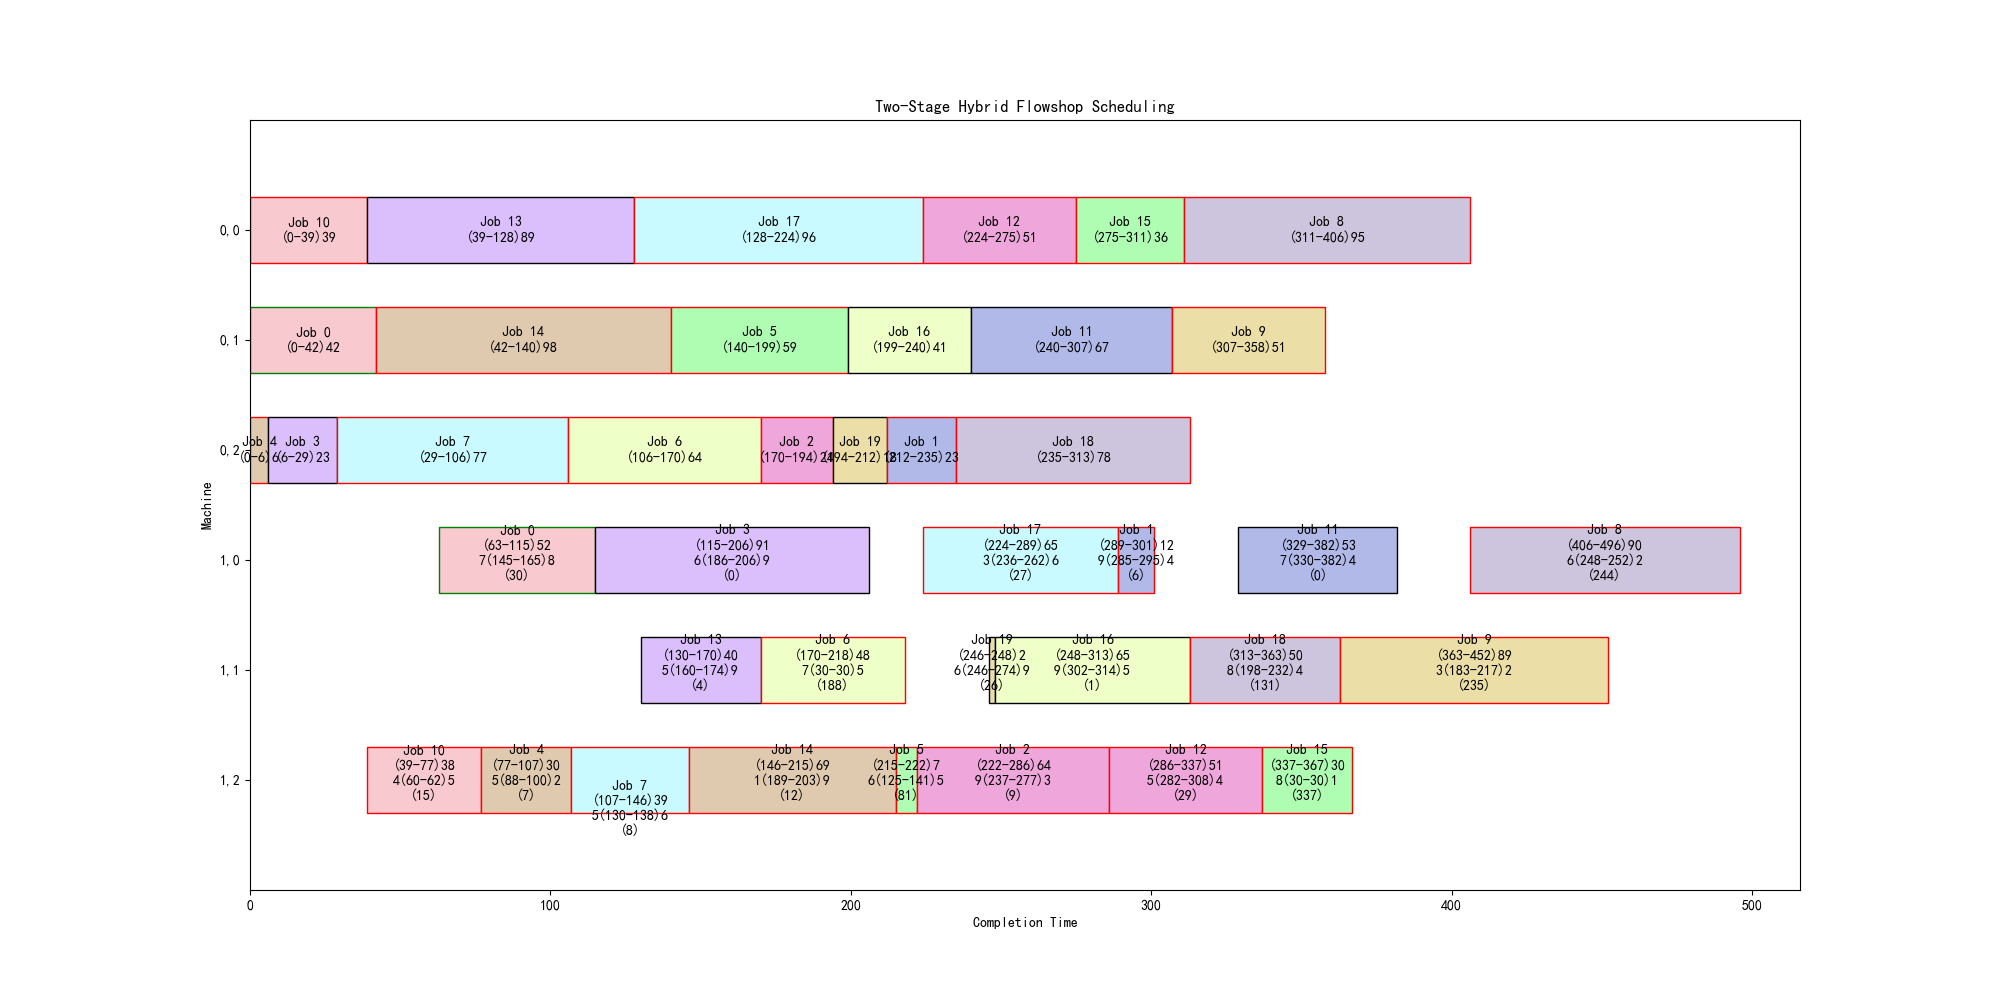 Two-Stage Hybrid Flowshop Scheduling
0,0
Job 10
(0-39)39
Job 13
(39-128)89
Job 17
(128-224)96
Job 12
(224-275)51
Job 15
(275-311)36
Job 8
(311-406)95
0,1
Job 0
(0-42)42
Job 14
(42-140)98
Job 5
(140-199)59
Job 16
(199-240)41
Job 11
(240-307)67
Job 9
(307-358)51
0,2
Job 4
(0-6)6
Job 3
(6-29)23
Job 7
(29-106)77
Job 6
(106-170)64
Job 2
(170-194)24
Job 19
(194-212)18
Job 1
(212-235)23
Job 18
(235-313)78
Machine
1,0
Job 0
(63-115)52
7(145-165)8
(30)
Job 3
(115-206)91
6(186-206)9
(0)
Job 17
(224-289)65
3(236-262)6
(27)
Job 1
(289-301)12
9(285-295)4
(6)
Job 11
(329-382)53
7(330-382)4
(0)
Job 8
(406-496)90
6(248-252)2
(244)
1,1
Job 13
(130-170)40
5(160-174)9
(4)
Job 6
(170-218)48
7(30-30)5
(188)
Job 19
(246-248)2
6(246-274)9
(26)
Job 16
(248-313)65
9(302-314)5
(1)
Job 18
(313-363)50
8(198-232)4
(131)
Job 9
(363-452)89
3(183-217)2
(235)
1,2
Job 10
(39-77)38
4(60-62)5
(15)
Job 4
(77-107)30
5(88-100)2
(7)
Job 7
(107-146)39
5(130-138)6
(8)
Job 14
(146-215)69
1(189-203)9
(12)
Job 5
(215-222)7
6(125-141)5
(81)
Job 2
(222-286)64
9(237-277)3
(9)
Job 12
(286-337)51
5(282-308)4
(29)
Job 15
(337-367)30
8(30-30)1
(337)
0
100
200
300
400
500
Completion Time